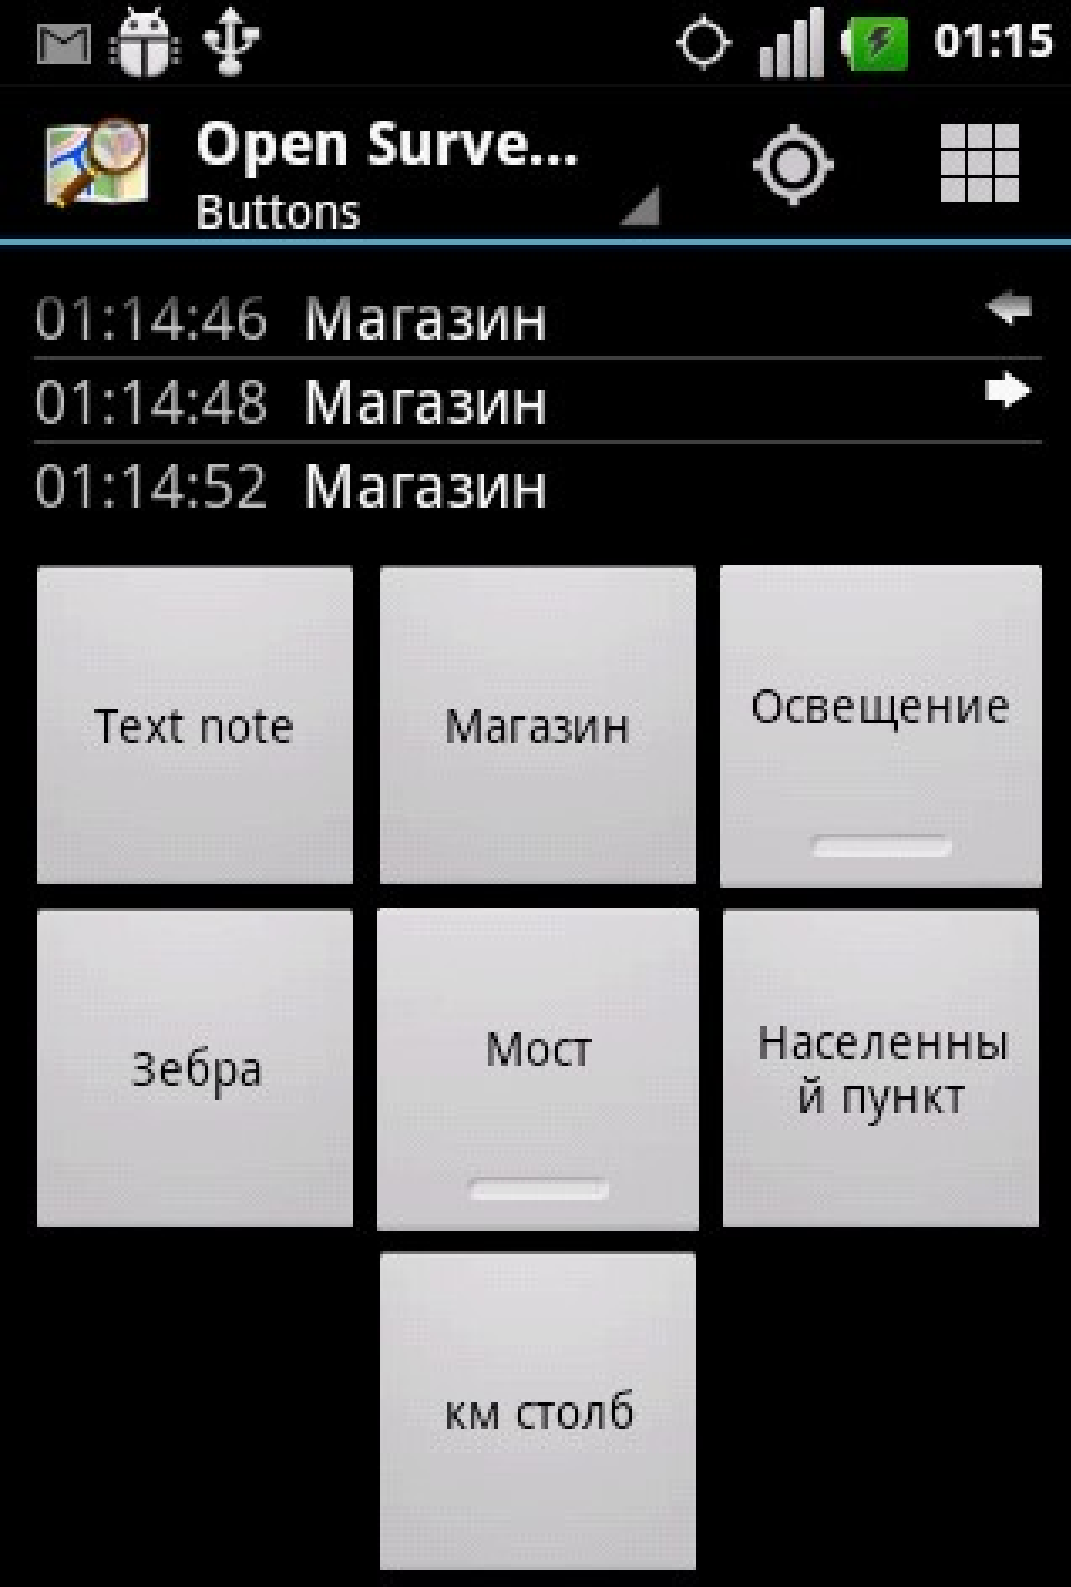 01:15
Open Surve...
Buttons
01:14:46 Магазин
01:14:48 Магазин
01:14:52 Магазин
Text note
Магазин
Освещение
Зебра
Мост
Населенны
й пункт
км столб